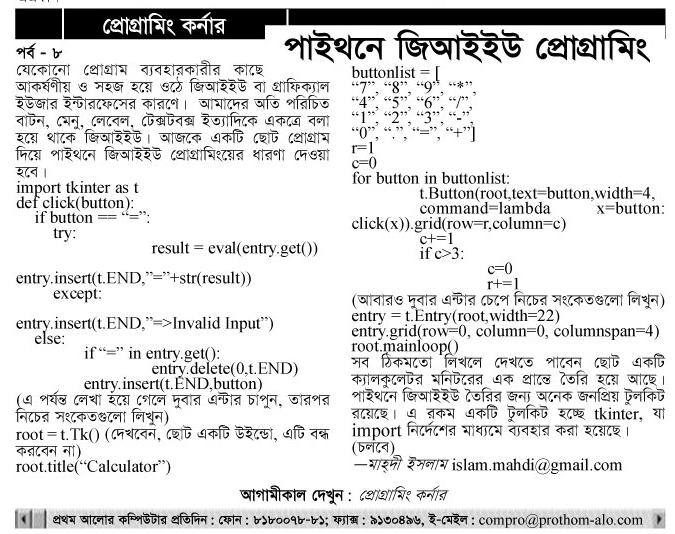 প্রোগ্রামিং কর্নার
পাইথনে জিআইইউ প্রোগ্রামিং
পর্ব - ৮
যেকোনো প্রোগ্রাম ব্যবহারকারীর কাছে
আকর্ষণীয় ও সহজ হয়ে ওঠে জিআইইউ বা গ্রাফিক্যাল
ইউজার ইন্টারফেসের কারণে। আমাদের অতি পরিচিত
বাটন, মেনু, লেবেল, টেক্সটবক্স ইত্যাদিকে একত্রে বলা
হয়ে থাকে জিআইইউ। আজকে একটি ছোট প্রোগ্রাম
দিয়ে পাইথনে জিআইইউ প্রোগ্রামিংয়ের ধারণা দেওয়া
হবে।
import tkinter as t
def click(button):
if button == “=”:
try:
result = eval(entry.get())
entry.insert(t.END,”=”+str(result))
except:
entry.insert(t.END,”=>Invalid Input”)
else:
if “=” in entry.get():
entry.delete(0,t.END)
entry.insert(t.END,button)
(এ পর্যন্ত লেখা হয়ে গেলে দুবার এন্টার চাপুন, তারপর
নিচের সংকেতগুলো লিখুন)
root = t.Tk() (দেখবেন, ছোট একটি উইন্ডো, এটি বন্ধ
করবেন না)
root.title(“Calculator”)
buttonlist = [
“7”, “8”, “9”, “*”,
“4”, “5”, “6”, “/”,
“1”, “2”, “3”, “-”,
“0”, “.”, “=”, “+”]
r=1
c=0
for button in buttonlist:
t.Button(root,text=button,width=4,
command=lambda x=button:
click(x)).grid(row=r,column=c)
c+=1
if c>3:
c=0
r+=1
(আবারও দুবার এন্টার চেপে নিচের সংকেতগুলো লিখুন)
entry = t.Entry(root,width=22)
entry.grid(row=0, column=0, columnspan=4)
root.mainloop()
সব ঠিকমতো লিখলে দেখতে পাবেন ছোট একটি
ক্যালকুলেটর মনিটরের এক প্রান্তে তৈরি হয়ে আছে।
পাইথনে জিআইইউ তৈরির জন্য অনেক জনপ্রিয় টুলকিট
রয়েছে। এ রকম একটি টুলকিট হচ্ছে tkinter, যা
import নির্দেশের মাধ্যমে ব্যবহার করা হয়েছে।
(চলবে)
—মাহ্দী ইসলাম islam.mahdi@gmail.com
আগামীকাল দেখুন : প্রোগ্রামিং কর্নার
প্রথম আলোর কম্পিউটার প্রতিদিন : ফোন : ৮১৮০০৭৮-৮১; ফ্যাক্স : ৯১৩০৪৯৬, ই-মেইল : compro@prothom-alo.com